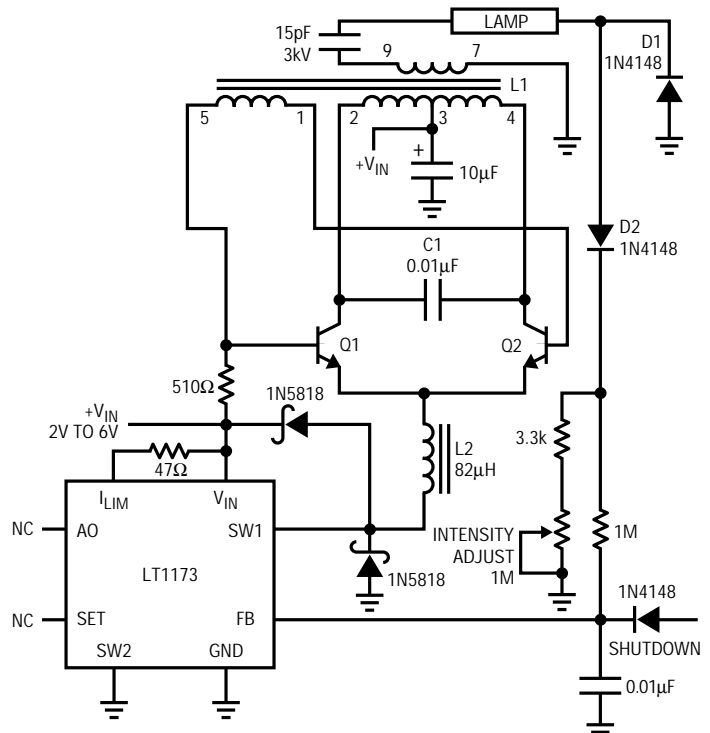 LAMP
15pF
3kV
9
7
D1
1N4148
L1
5
1
2
3
4
+VIN
+
10µF
D2
1N4148
C1
0.01µF
Q1
Q2
510Ω
1N5818
+VIN
2V TO 6V
L2
82µH
3.3k
47Ω
ILIM
VIN
NC
AO
SW1
INTENSITY
ADJUST
1M
1M
LT1173
1N5818
1N4148
NC
SET
FB
SHUTDOWN
SW2
GND
0.01µF